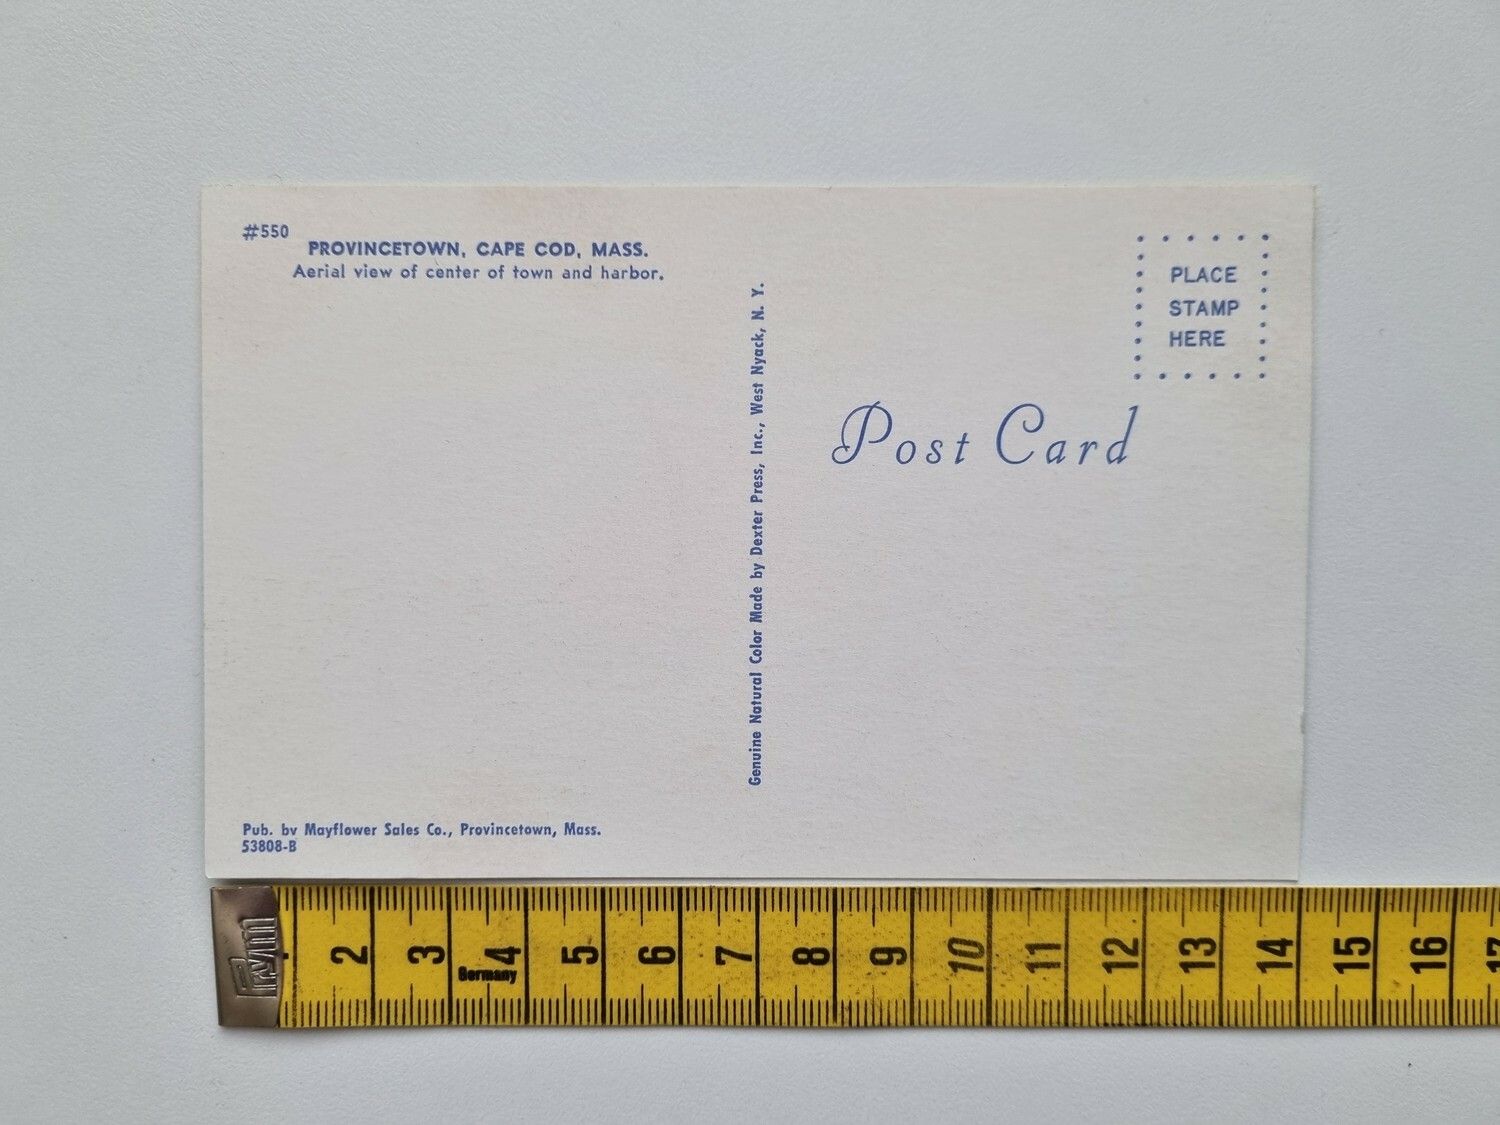 #550
PROVINCETOWN, CAPE COD, MASS.
Aerial view of center of town and harbor.
PLACE
STAMP
HERE
Post Card
Genuine Natural Color Made by Dexter Press, Inc., West Nyack, N. Y.
Pub. by Mayflower Sales Co., Provincetown, Mass.
53808-B
Prym
2 3 4 5 6 7 8 9 10 11 12 13 14 15 16 17
Germany